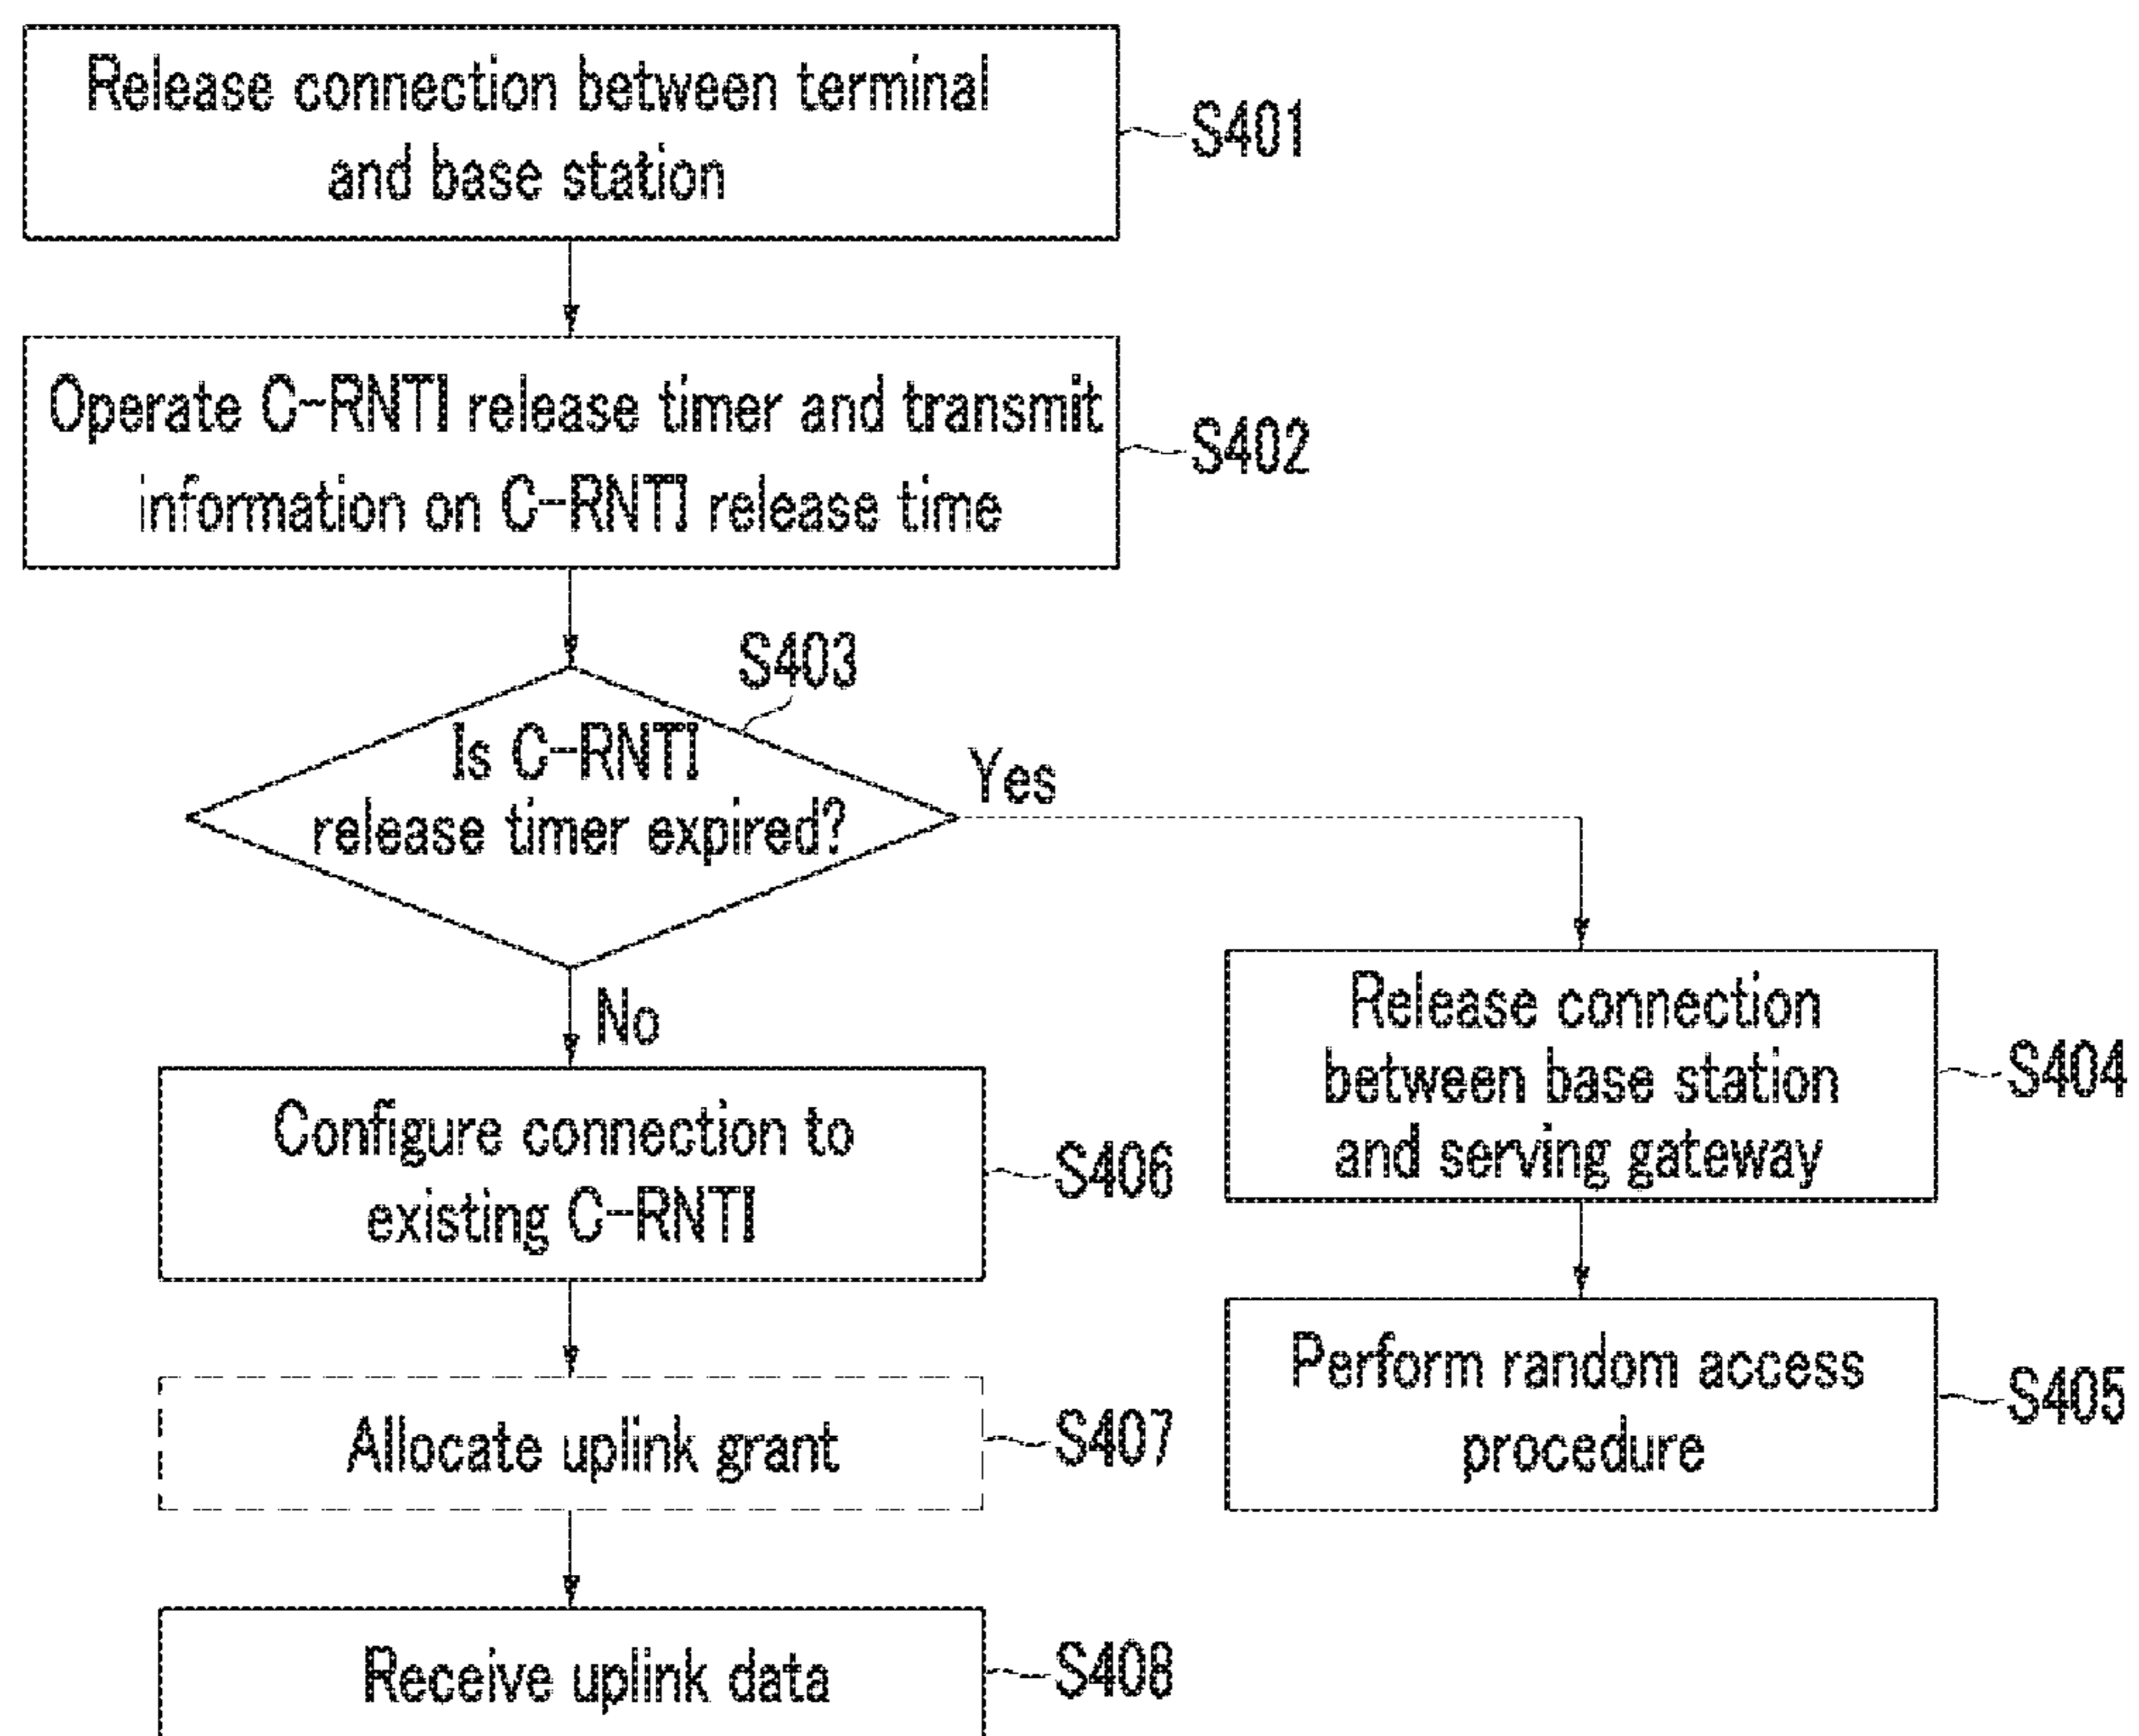 Release connection between terminal
and base station
S401
Operate C-RNTI release timer and transmit
information on C-RNTI release time
S402
S403
Is C-RNTI
release timer expired?
Yes
No
Release connection
between base station
and serving gateway
S404
Configure connection to
existing C-RNTI
S406
Perform random access
procedure
S405
Allocate uplink grant
S407
Receive uplink data
S408